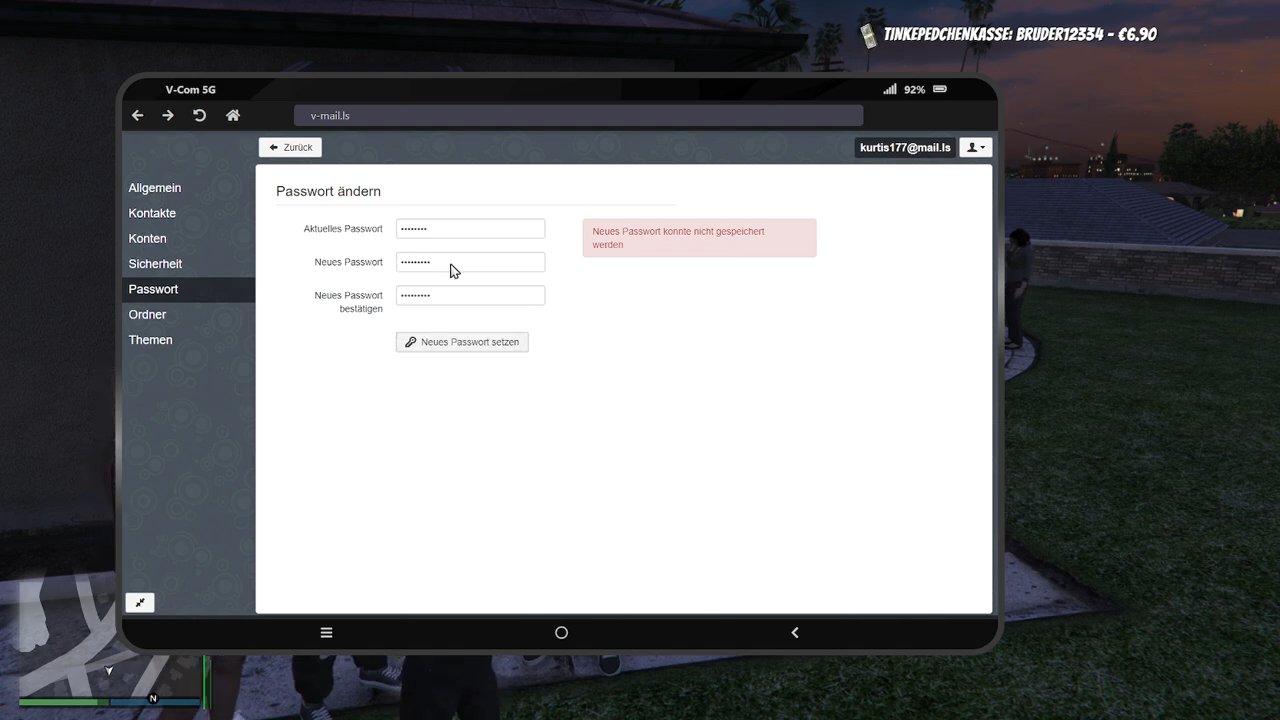 TINKEPEDCHENKASSE: BRUDER12334 - €6.90
V-Com 5G
92%
v-mail.ls
Zurück
kurtis177@mail.ls
Allgemein
Kontakte
Konten
Sicherheit
Passwort
Ordner
Themen
Passwort ändern
Aktuelles Passwort
••••••••
Neues Passwort konnte nicht gespeichert
werden
Neues Passwort
•••••••••
Neues Passwort
bestätigen
•••••••••
Neues Passwort setzen
N